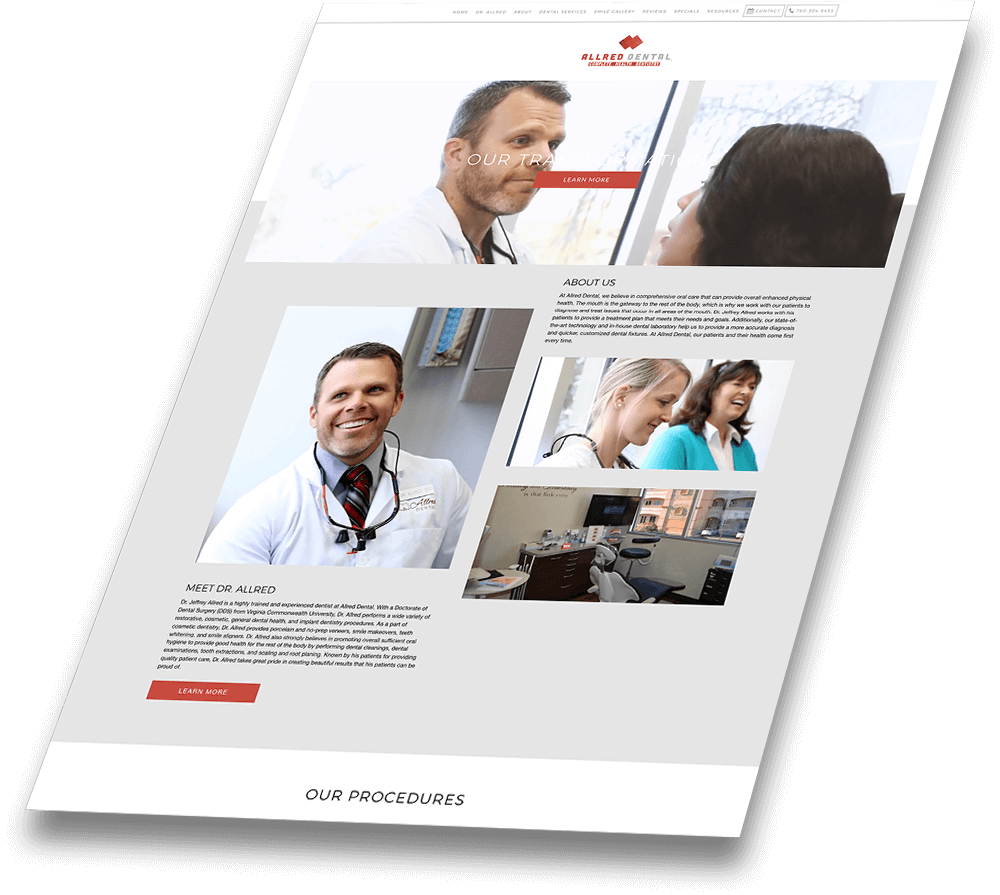 HOME DR. ALLRED ABOUT DENTAL SERVICES SMILE GALLERY REVIEWS SPECIALS RESOURCES CONTACT 760-304-6455
ALLRED DENTAL
COMPLETE HEALTH DENTISTRY
OUR
LEARN MORE
ABOUT US
At Allred Dental, we believe in comprehensive oral care that can provide overall enhanced physical
health. The mouth is the gateway to the rest of the body, which is why we work with our patients to
diagnose and treat issues that occur in all areas of the mouth. Dr. Jeffrey Allred works with his
patients to provide a treatment plan that meets their needs and goals. Additionally, our state-of-
the-art technology and in-house dental laboratory help us to provide a more accurate diagnosis
and quicker, customized dental fixtures. At Allred Dental, our patients and their health come first
every time.
Allred
DENTAL
is that
MEET DR. ALLRED
Dr. Jeffrey Allred is a highly trained and experienced dentist at Allred Dental. With a Doctorate of
Dental Surgery (DDS) from Virginia Commonwealth University, Dr. Allred performs a wide variety of
restorative, cosmetic, general dental health, and implant dentistry procedures. As a part of
cosmetic dentistry, Dr. Allred provides porcelain and no-prep veneers, smile makeovers, teeth
whitening, and smile aligners. Dr. Allred also strongly believes in promoting overall sufficient oral
hygiene to provide good health for the rest of the body by performing dental cleanings, dental
examinations, tooth extractions, and scaling and root planing. Known by his patients for providing
quality patient care, Dr. Allred takes great pride in creating beautiful results that his patients can be
proud of.
LEARN MORE
OUR PROCEDURES